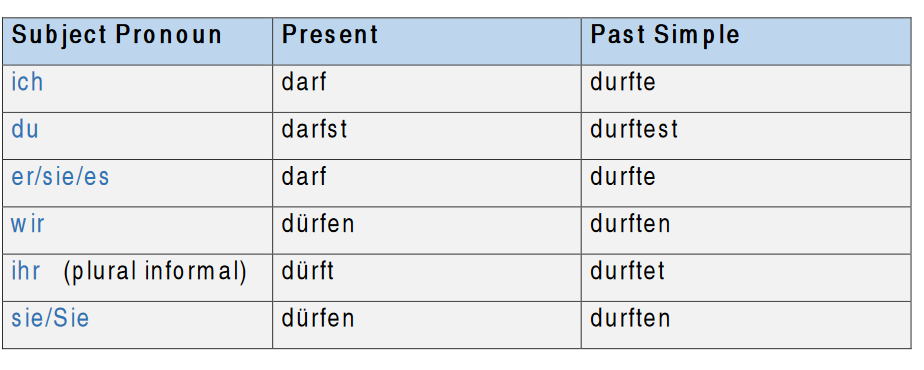 Subject Pronoun Present Past Simple
ich darf durfte
du darfst durftest
er/sie/es darf durfte
wir dürfen durften
ihr (plural informal) dürft durftet
sie/Sie dürfen durften